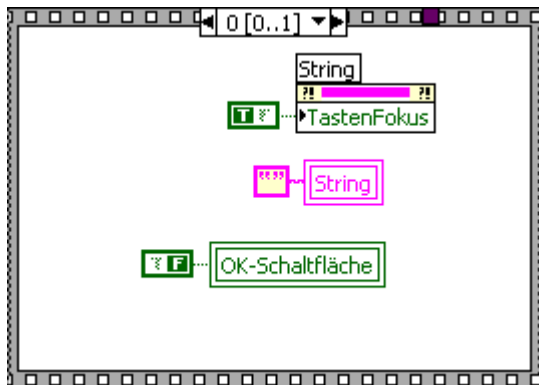 0 [0..1]
String
?! ?!
T TastenFokus
"" String
F OK-Schaltfläche